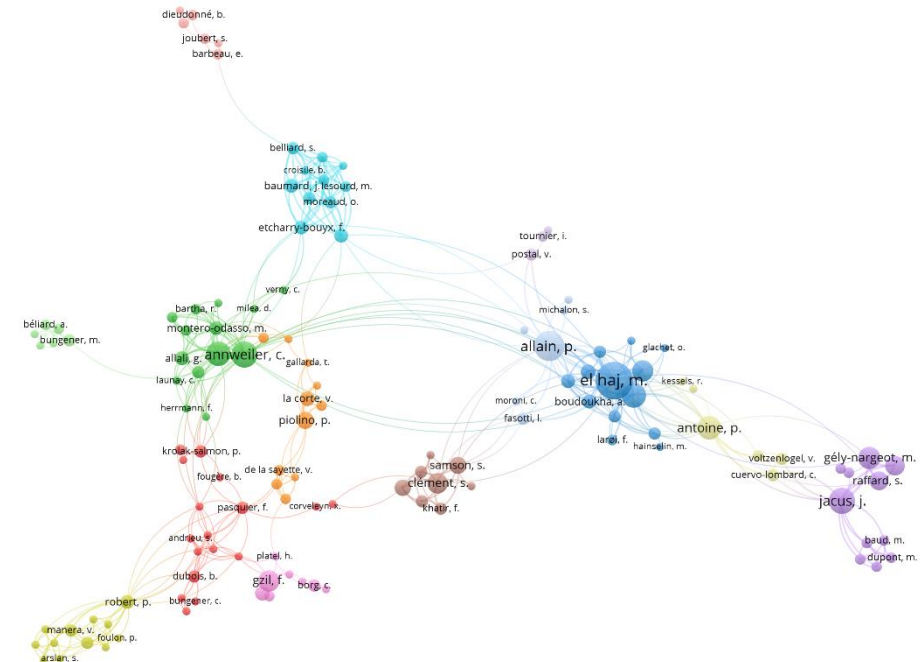 dieudonné, b.
joubert, s.
barbeau, e.
belliard, s.
croisile, b.
baumard, j. lesourd, m.
moreaud, o.
etcharry-bouyx, f.
tournier, i.
postal, v.
verny, c.
bartha, r.
milea, d.
michalon, s.
béliard, a.
bungener, m.
montero-odasso, m.
allali, g.
annweiler, c.
launay, c.
gallarda, t.
herrmann, f.
la corte, v.
piolino, p.
allain, p.
glachet, o.
el haj, m.
kessels, r.
moroni, c.
boudoukha, a.
fasotti, l.
antoine, p.
larøi, f.
hainselin, m.
krolak-salmon, p.
fougère, b.
de la sayette, v.
samson, s.
clément, s.
khatir, f.
voltzenlogel, v.
cuervo-lombard, c.
gély-nargeot, m.
raffard, s.
jacus, j.
pasquier, f.
corveleyn, x.
andrieu, s.
baud, m.
dupont, m.
platel, h.
dubois, b.
gzil, f.
borg, c.
robert, p.
bungener, c.
manera, v.
foulon, p.
arslan, s.